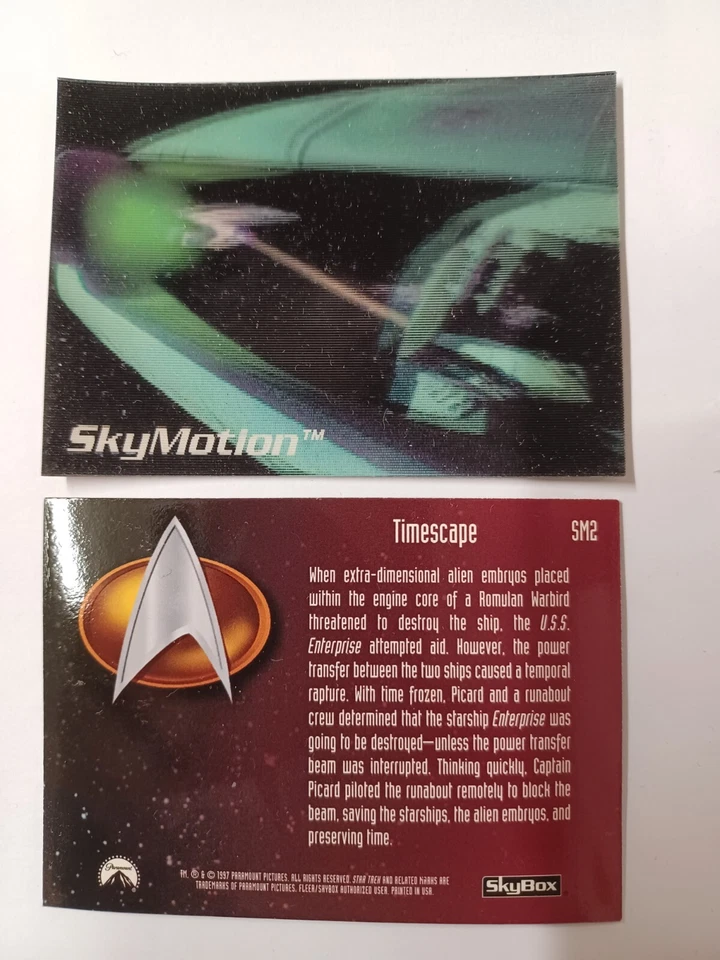 SkyMotion™
Timescape SM2
When extra-dimensional alien embryos placed
within the engine core of a Romulan Warbird
threatened to destroy the ship, the U.S.S.
Enterprise attempted aid. However, the power
transfer between the two ships caused a temporal
rapture. With time frozen, Picard and a runabout
crew determined that the starship Enterprise was
going to be destroyed—unless the power transfer
beam was interrupted. Thinking quickly, Captain
Picard piloted the runabout remotely to block the
beam, saving the starships, the alien embryos, and
preserving time.
Paramount
TM, ® & © 1997 PARAMOUNT PICTURES. ALL RIGHTS RESERVED. STAR TREK AND RELATED MARKS ARE
TRADEMARKS OF PARAMOUNT PICTURES. FLEER/SKYBOX AUTHORIZED USER. PRINTED IN USA.
SkyBox